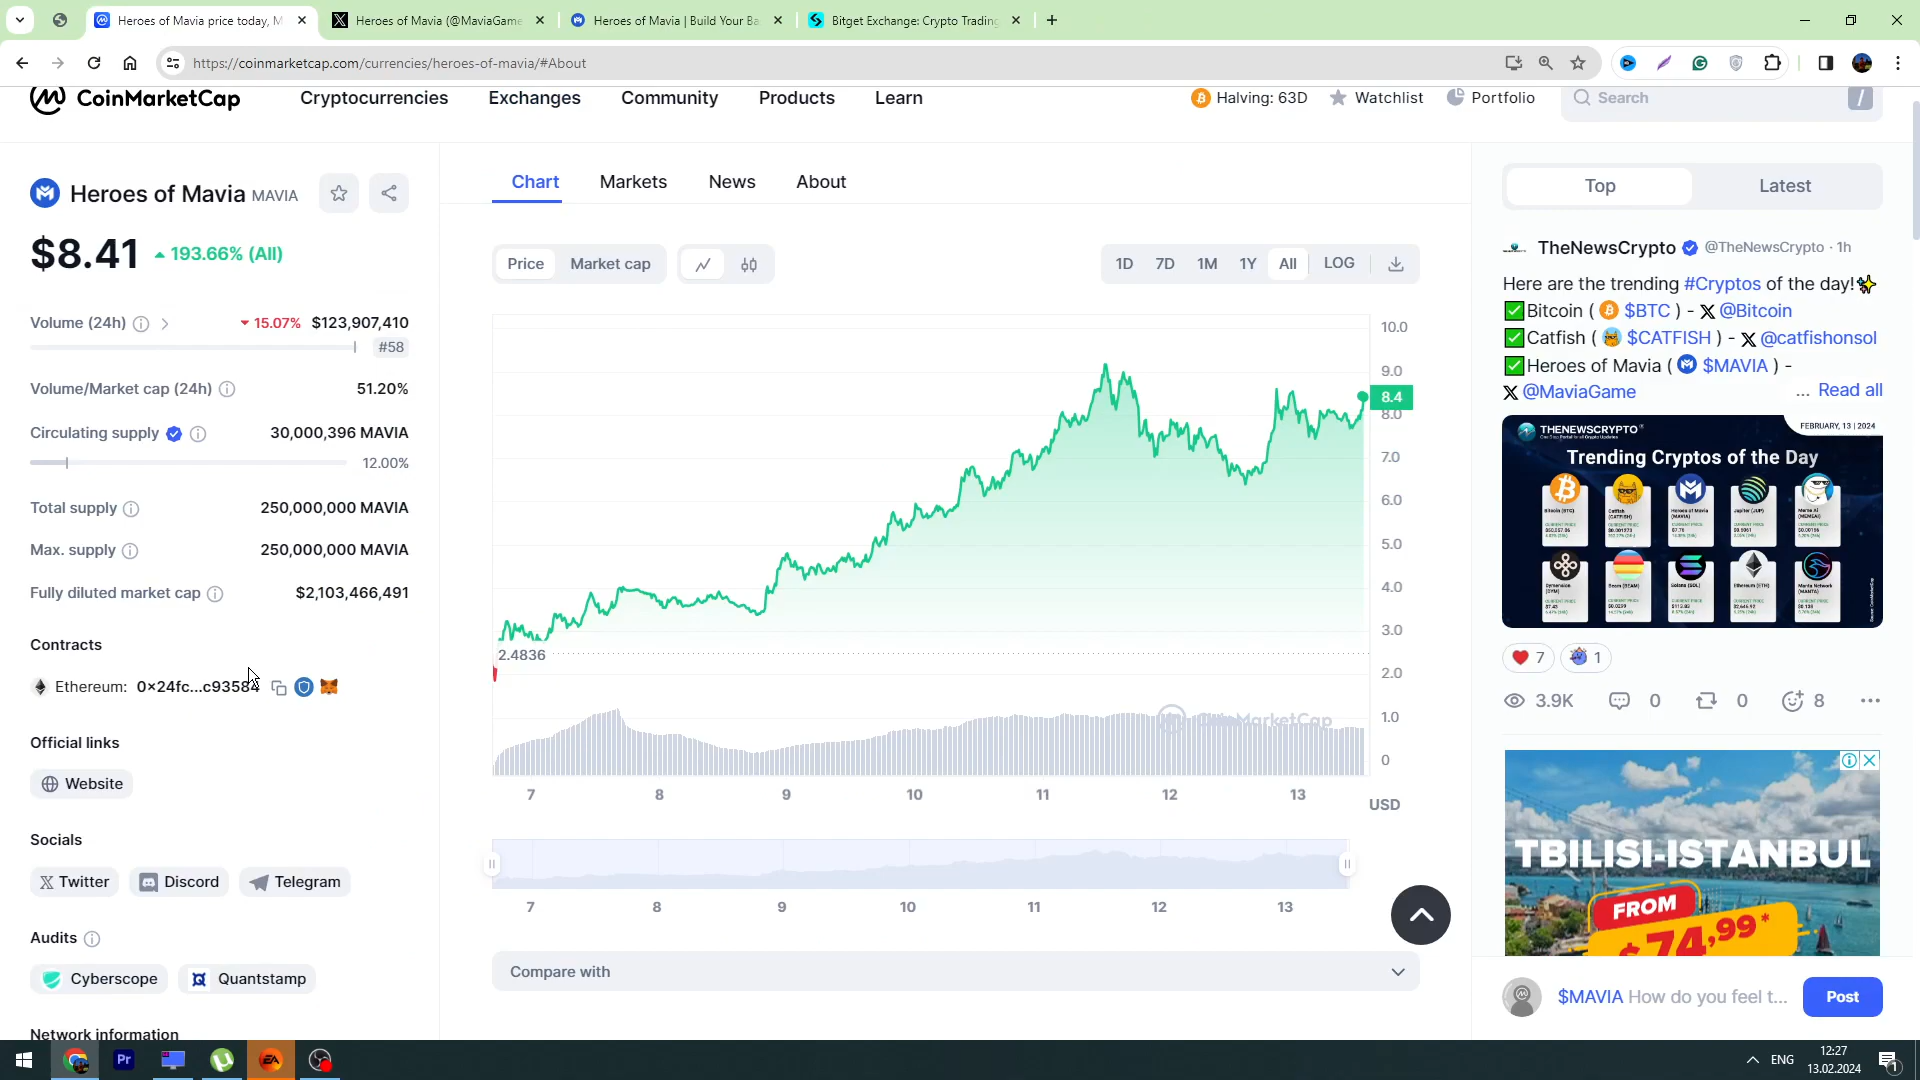 Heroes of Mavia price today, M
Heroes of Mavia (@MaviaGame
Heroes of Mavia | Build Your Ba
Bitget Exchange: Crypto Trading
https://coinmarketcap.com/currencies/heroes-of-mavia/#About
CoinMarketCap
Cryptocurrencies Exchanges Community Products Learn
Halving: 63D Watchlist Portfolio Search /
Heroes of Mavia MAVIA
$8.41 193.66% (All)
Volume (24h) 15.07% $123,907,410
#58
Volume/Market cap (24h) 51.20%
Circulating supply 30,000,396 MAVIA
12.00%
Total supply 250,000,000 MAVIA
Max. supply 250,000,000 MAVIA
Fully diluted market cap $2,103,466,491
Contracts
Ethereum: 0x24fc...c93584
Official links
Website
Socials
Twitter Discord Telegram
Audits
Cyberscope Quantstamp
Network information
Chart Markets News About
Price Market cap
1D 7D 1M 1Y All LOG
10.0
9.0
8.4
8.0
7.0
6.0
5.0
4.0
3.0
2.4836
2.0
1.0
0
CoinMarketCap
7 8 9 10 11 12 13
USD
7 8 9 10 11 12 13
Compare with
Top Latest
TheNewsCrypto @TheNewsCrypto · 1h
Here are the trending #Cryptos of the day!
Bitcoin ( $BTC ) - X @Bitcoin
Catfish ( $CATFISH ) - X @catfishonsol
Heroes of Mavia ( $MAVIA ) -
X @MaviaGame ... Read all
THENEWSCRYPTO
FEBRUARY, 13 | 2024
Trending Cryptos of the Day
7 1
3.9K 0 0 8
TBILISI-ISTANBUL
FROM
$74,99*
$MAVIA How do you feel t...
Post
Pr
EA
ENG
12:27
13.02.2024
1